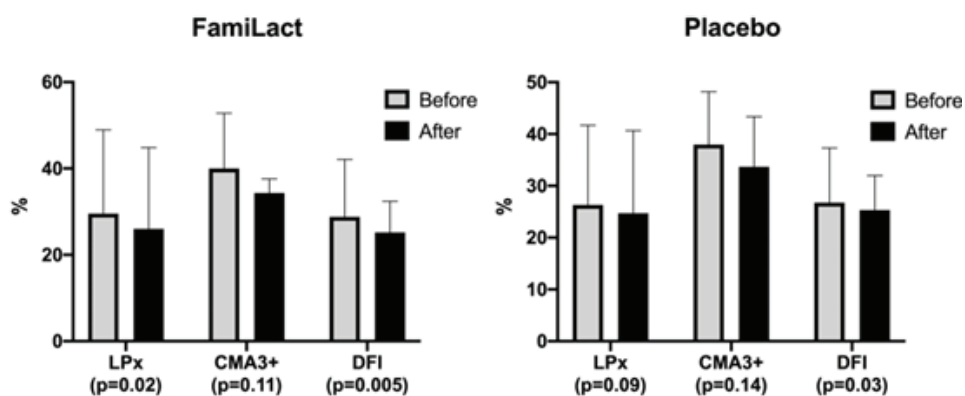 FamiLact
60
40
20
0
%
Before
After
LPx
(p=0.02)
CMA3+
(p=0.11)
DFI
(p=0.005)
Placebo
50
40
30
20
10
0
%
Before
After
LPx
(p=0.09)
CMA3+
(p=0.14)
DFI
(p=0.03)